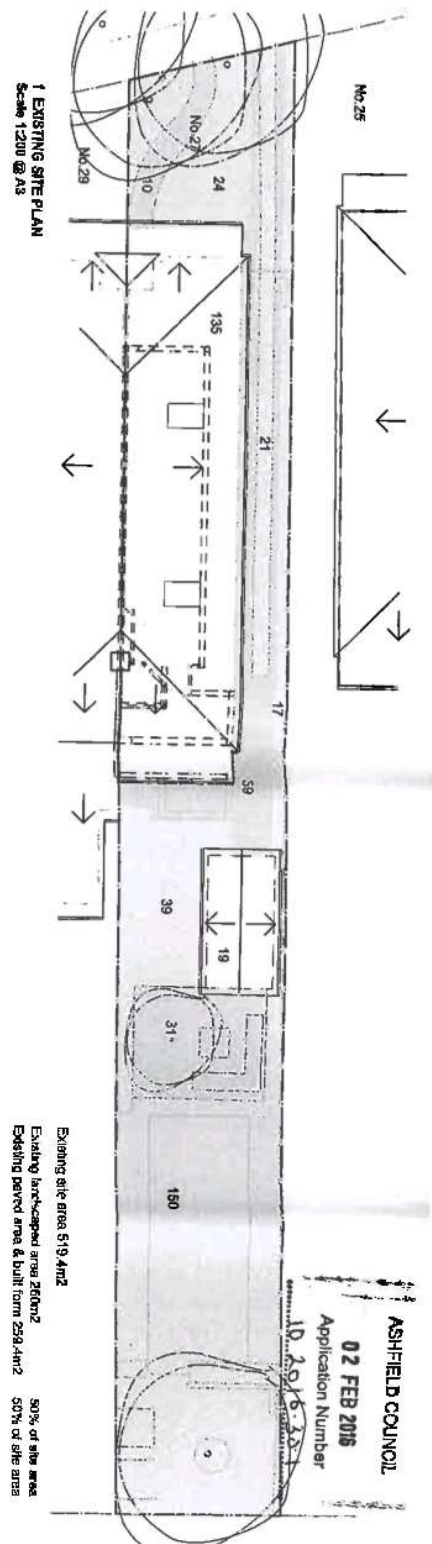 No.25
No.27
No.29
10
24
135
21
17
59
39
19
31
150
1 EXISTING SITE PLAN
Scale 1:200 @ A3
Existing site area 519.4m2
Existing landscaped area 260m2 50% of site area
Existing paved area & built form 259.4m2 50% of site area
ASHFIELD COUNCIL
02 FEB 2016
Application Number
10 2016.